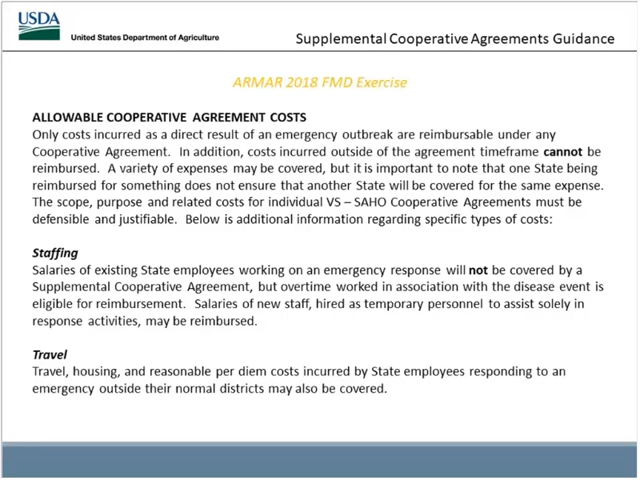 USDA
United States Department of Agriculture
Supplemental Cooperative Agreements Guidance
ARMAR 2018 FMD Exercise
ALLOWABLE COOPERATIVE AGREEMENT COSTS
Only costs incurred as a direct result of an emergency outbreak are reimbursable under any
Cooperative Agreement. In addition, costs incurred outside of the agreement timeframe cannot be
reimbursed. A variety of expenses may be covered, but it is important to note that one State being
reimbursed for something does not ensure that another State will be covered for the same expense.
The scope, purpose and related costs for individual VS – SAHO Cooperative Agreements must be
defensible and justifiable. Below is additional information regarding specific types of costs:
Staffing
Salaries of existing State employees working on an emergency response will not be covered by a
Supplemental Cooperative Agreement, but overtime worked in association with the disease event is
eligible for reimbursement. Salaries of new staff, hired as temporary personnel to assist solely in
response activities, may be reimbursed.
Travel
Travel, housing, and reasonable per diem costs incurred by State employees responding to an
emergency outside their normal districts may also be covered.